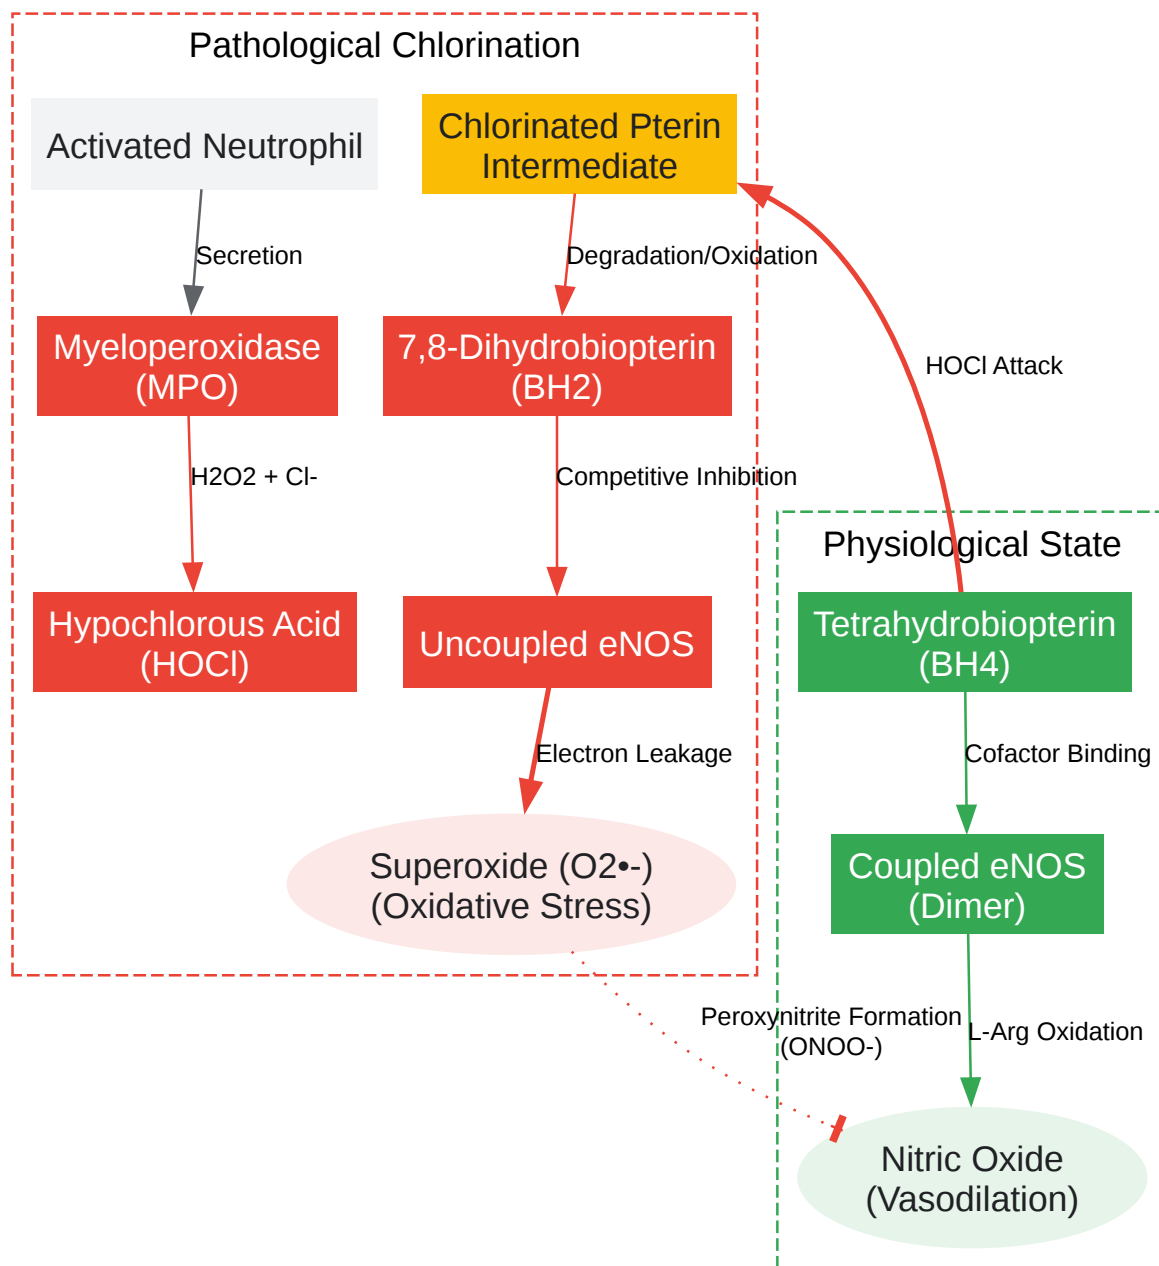 Pathological Chlorination
Activated Neutrophil
Chlorinated Pterin
Intermediate
Secretion
Degradation/Oxidation
Myeloperoxidase
(MPO)
7,8-Dihydrobiopterin
(BH2)
HOCl Attack
H2O2 + Cl-
Competitive Inhibition
Physiological State
Hypochlorous Acid
(HOCl)
Uncoupled eNOS
Tetrahydrobiopterin
(BH4)
Electron Leakage
Cofactor Binding
Superoxide (O2•-)
(Oxidative Stress)
Coupled eNOS
(Dimer)
Peroxynitrite Formation
(ONOO-)
L-Arg Oxidation
Nitric Oxide
(Vasodilation)